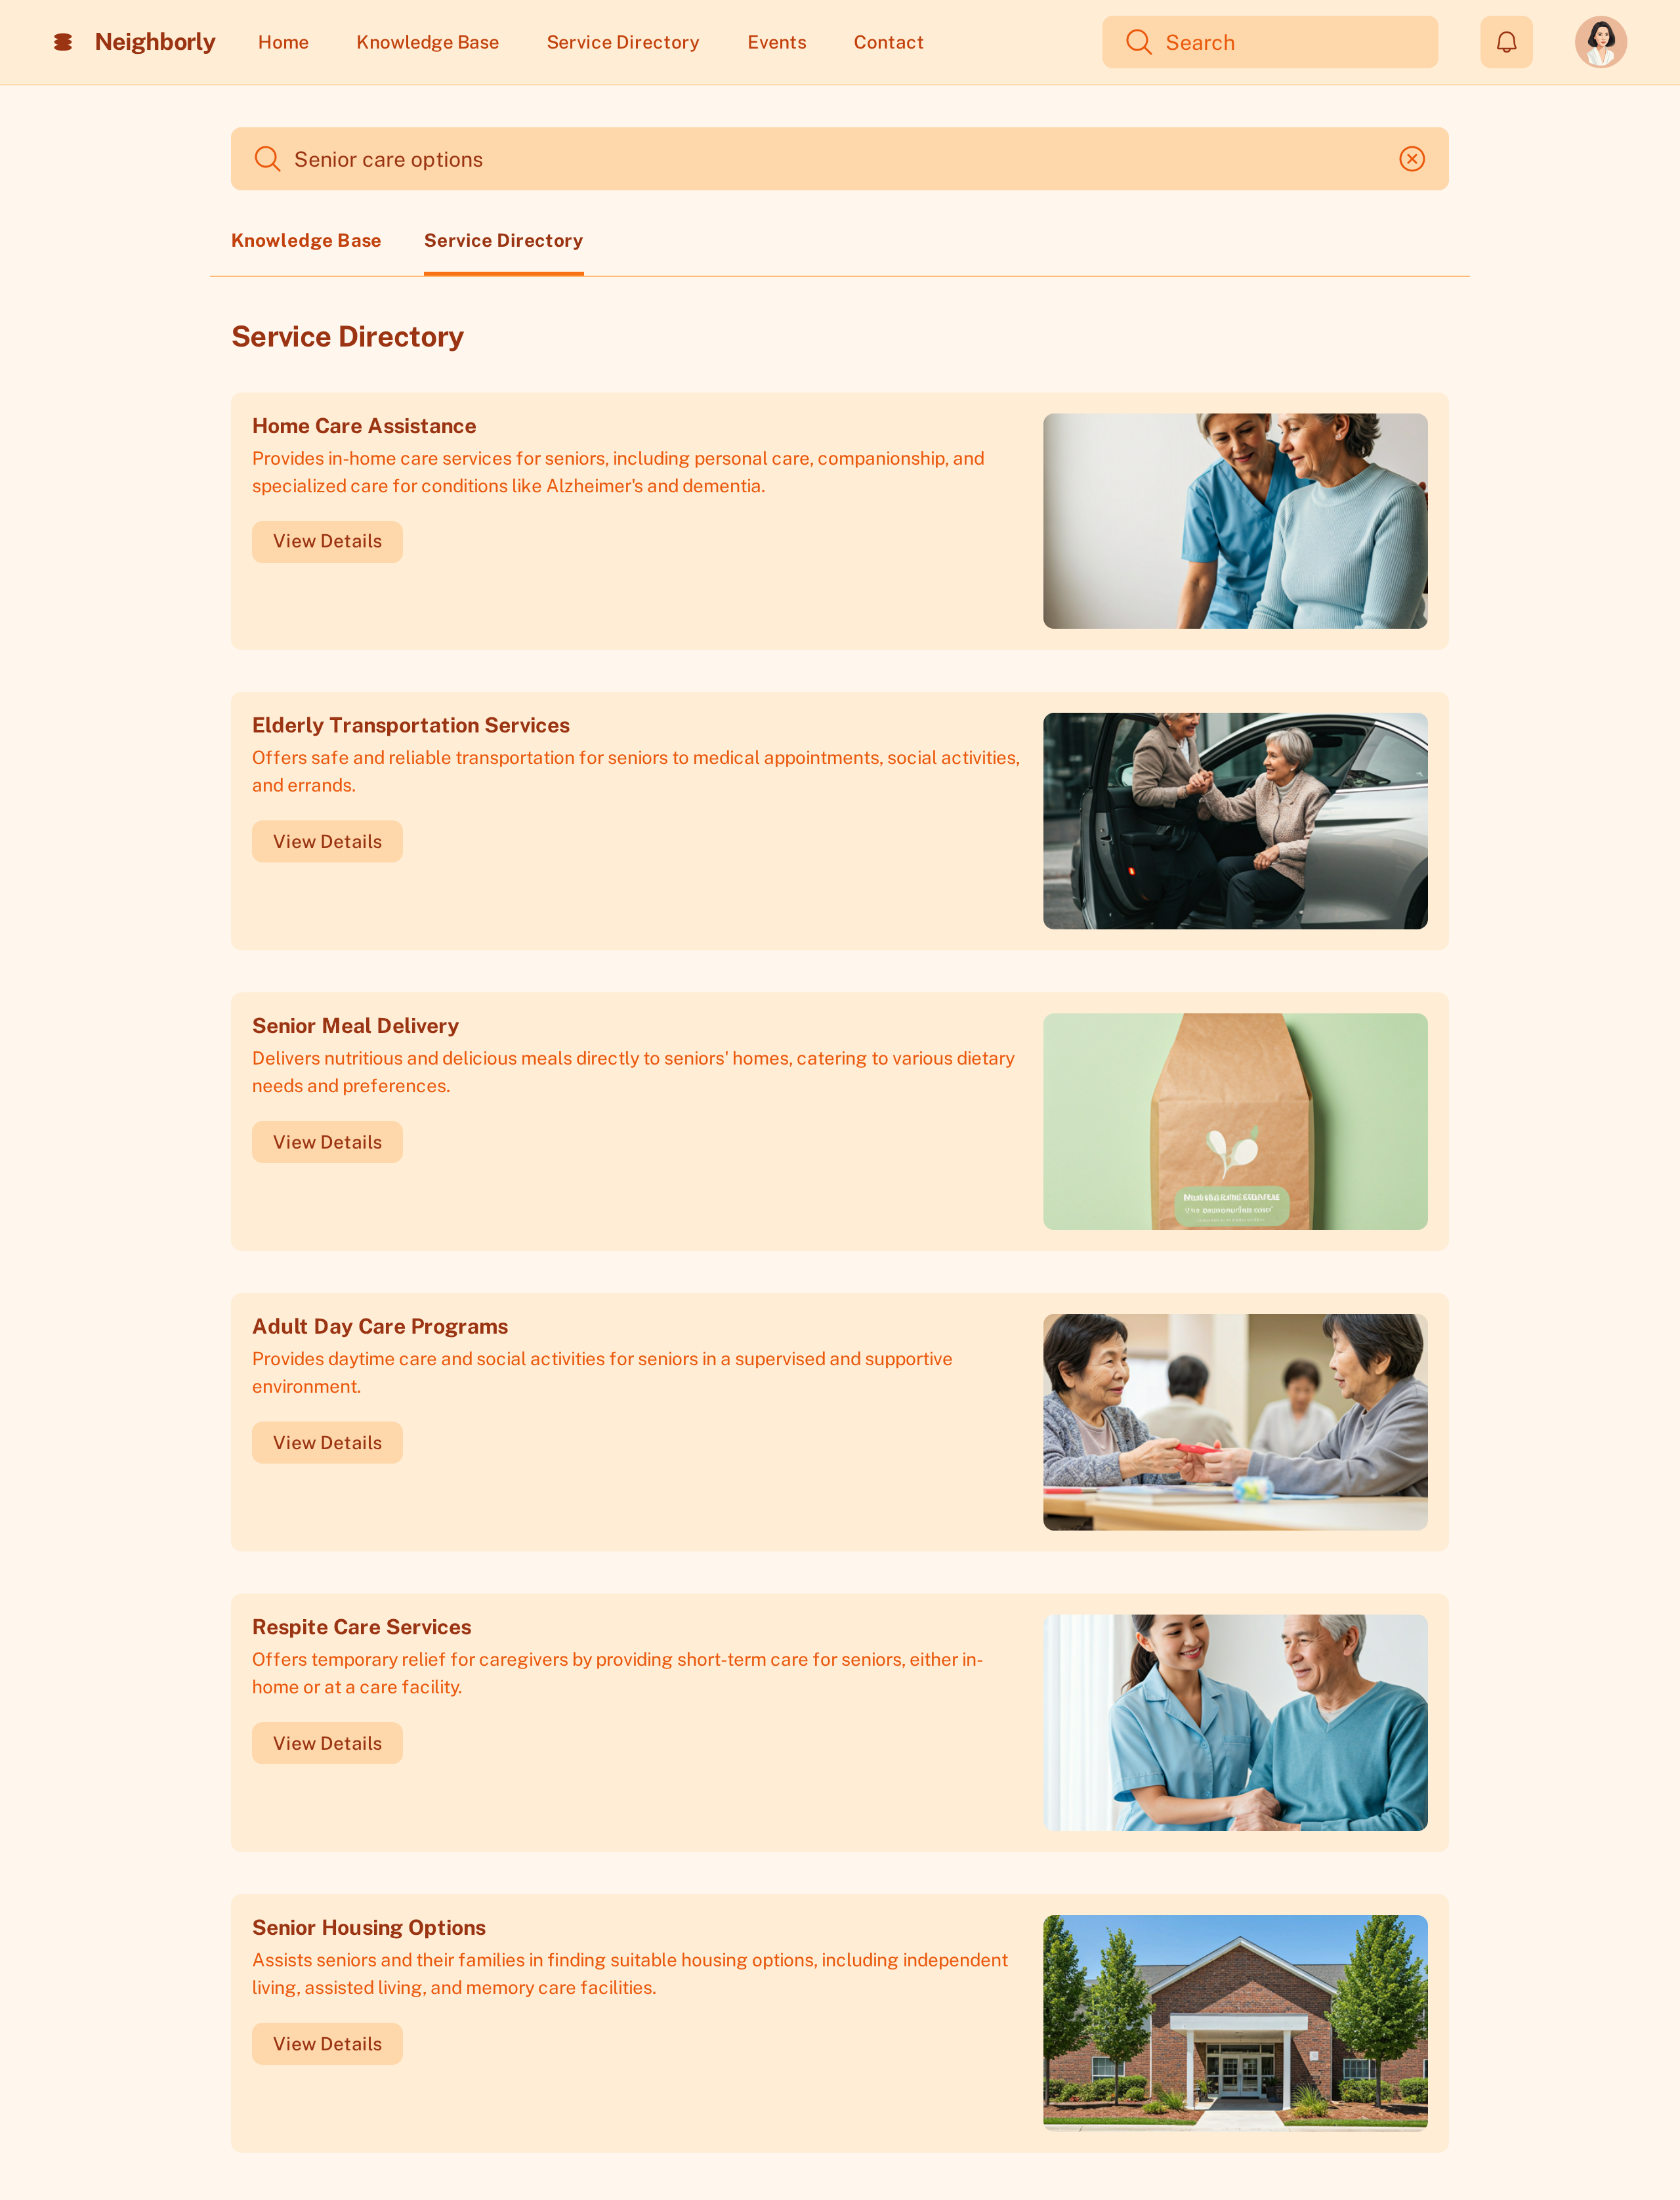 Neighborly
Home
Knowledge Base
Service Directory
Events
Contact
Search
Senior care options
Knowledge Base
Service Directory
Service Directory
Home Care Assistance
Provides in-home care services for seniors, including personal care, companionship, and
specialized care for conditions like Alzheimer's and dementia.
View Details
Elderly Transportation Services
Offers safe and reliable transportation for seniors to medical appointments, social activities,
and errands.
View Details
Senior Meal Delivery
Delivers nutritious and delicious meals directly to seniors' homes, catering to various dietary
needs and preferences.
View Details
Adult Day Care Programs
Provides daytime care and social activities for seniors in a supervised and supportive
environment.
View Details
Respite Care Services
Offers temporary relief for caregivers by providing short-term care for seniors, either in-
home or at a care facility.
View Details
Senior Housing Options
Assists seniors and their families in finding suitable housing options, including independent
living, assisted living, and memory care facilities.
View Details